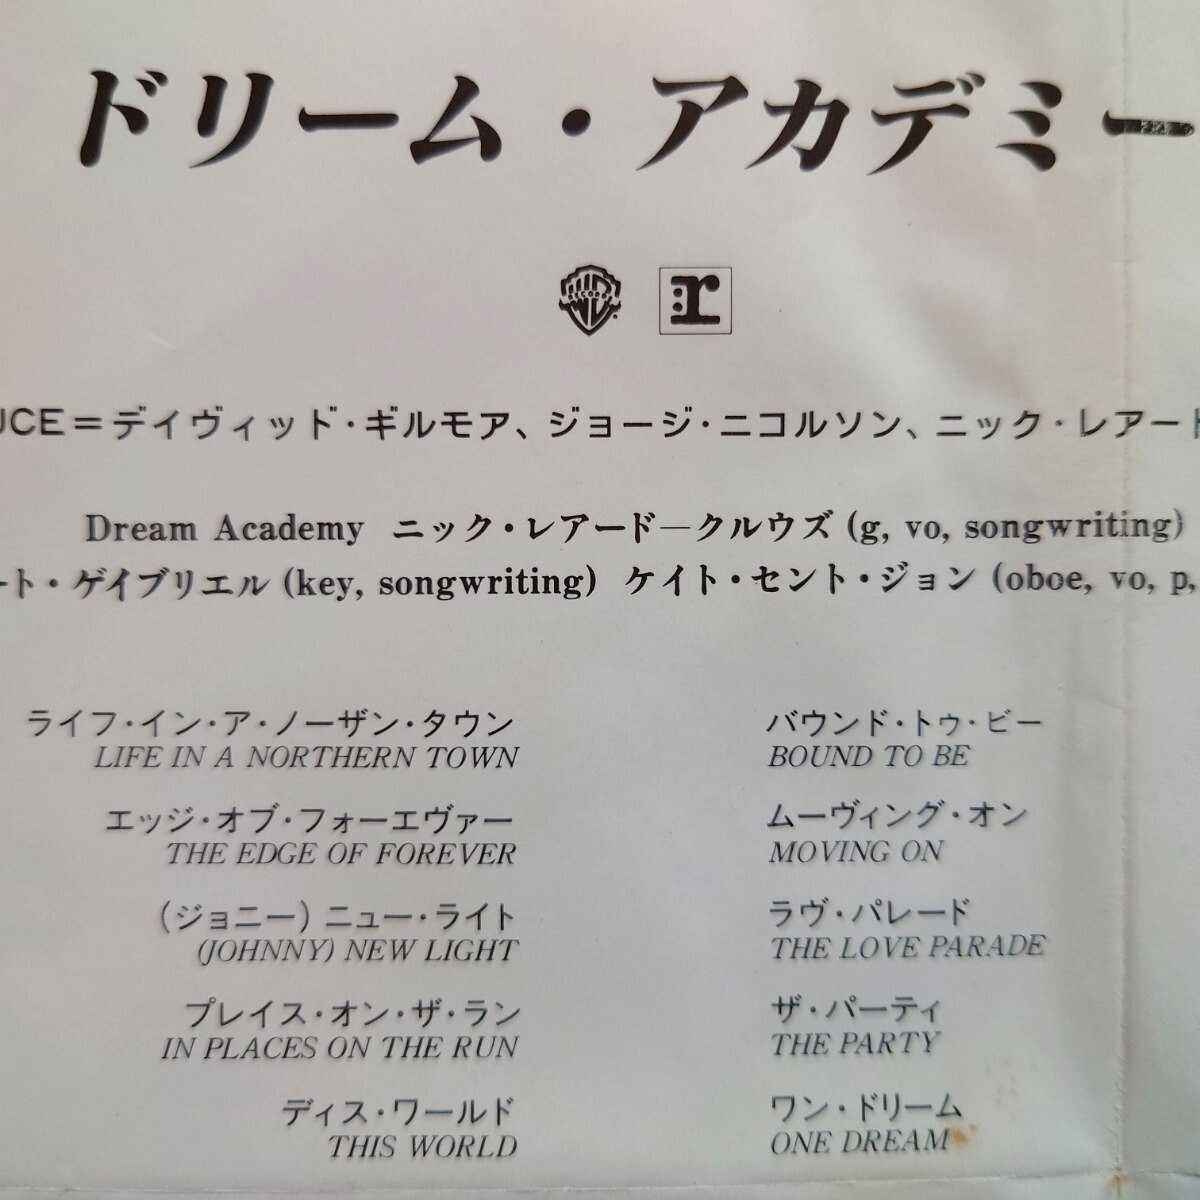 ドリーム・アカデミー
WB RECORDS
r
UCE＝デイヴィッド・ギルモア、ジョージ・ニコルソン、ニック・レアード
Dream Academy ニック・レアード―クルウズ (g, vo, songwriting)
ート・ゲイブリエル (key, songwriting) ケイト・セント・ジョン (oboe, vo, p,
ライフ・イン・ア・ノーザン・タウン
LIFE IN A NORTHERN TOWN
エッジ・オブ・フォーエヴァー
THE EDGE OF FOREVER
(ジョニー) ニュー・ライト
(JOHNNY) NEW LIGHT
プレイス・オン・ザ・ラン
IN PLACES ON THE RUN
ディス・ワールド
THIS WORLD
バウンド・トゥ・ビー
BOUND TO BE
ムーヴィング・オン
MOVING ON
ラヴ・パレード
THE LOVE PARADE
ザ・パーティ
THE PARTY
ワン・ドリーム
ONE DREAM